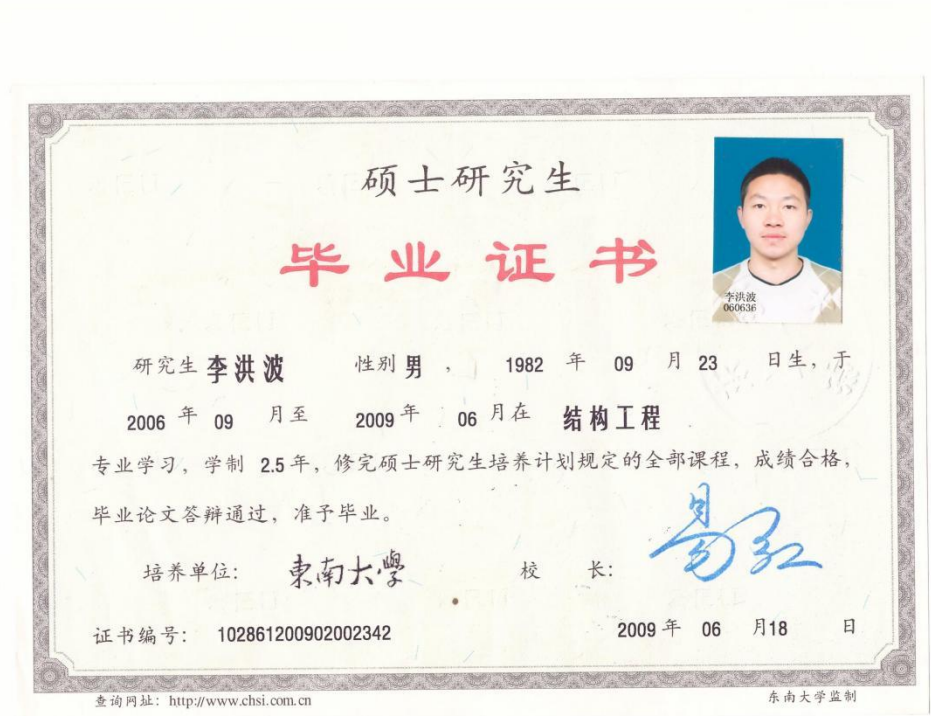 硕士研究生
毕业证书
李洪波
060636
研究生 李洪波 性别 男 ， 1982 年 09 月 23 日生，于
2006 年 09 月至 2009 年 06 月在 结构工程
专业学习，学制 2.5 年，修完硕士研究生培养计划规定的全部课程，成绩合格，
毕业论文答辩通过，准予毕业。
培养单位： 東南大學 校 长： 易红
证书编号： 102861200902002342 2009 年 06 月 18 日
查询网址：http://www.chsi.com.cn 东南大学监制